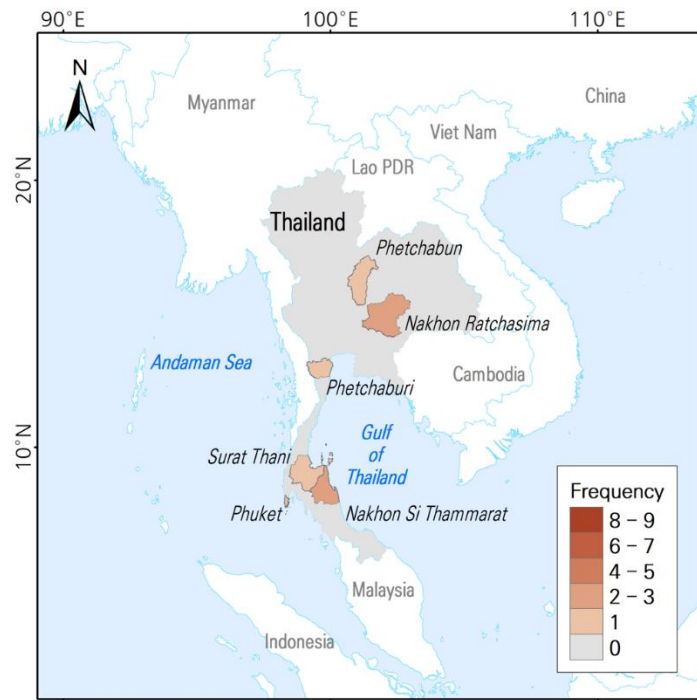 90°E
100°E
110°E
N
Myanmar
China
Viet Nam
Lao PDR
20°N
Thailand
Phetchabun
Nakhon Ratchasima
Andaman Sea
Phetchaburi
Cambodia
10°N
Gulf
of
Thailand
Surat Thani
Phuket
Nakhon Si Thammarat
Malaysia
Indonesia
Frequency
8 – 9
6 – 7
4 – 5
2 – 3
1
0